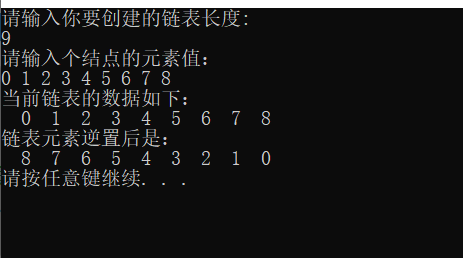 请输入你要创建的链表长度:
9
请输入个结点的元素值:
0 1 2 3 4 5 6 7 8
当前链表的数据如下:
0 1 2 3 4 5 6 7 8
链表元素逆置后是:
8 7 6 5 4 3 2 1 0
请按任意键继续. . .